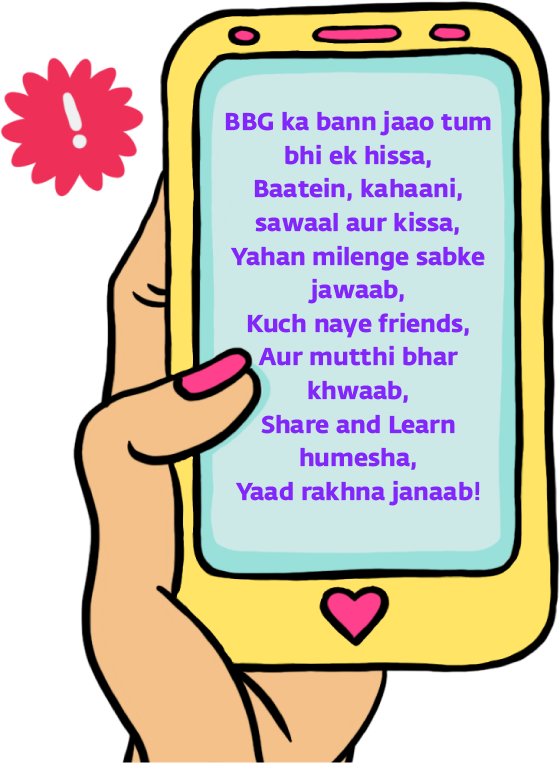 !
BBG ka bann jaao tum
bhi ek hissa,
Baatein, kahaani,
sawaal aur kissa,
Yahan milenge sabke
jawaab,
Kuch naye friends,
Aur mutthi bhar
khwaab,
Share and Learn
humesha,
Yaad rakhna janaab!